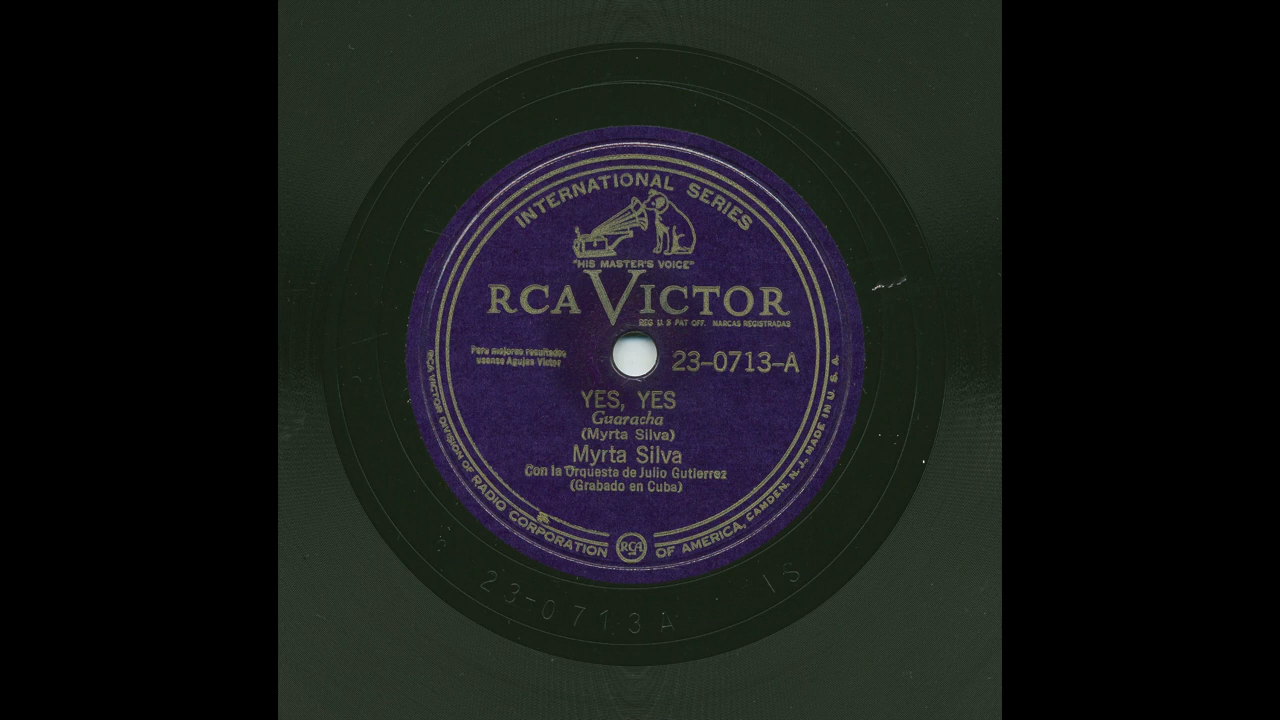 INTERNATIONAL SERIES
"HIS MASTER'S VOICE"
RCA VICTOR
REG. U. S. PAT. OFF. MARCAS REGISTRADAS
Para mejores resultados
usense Agujas Victor
23-0713-A
YES, YES
Guaracha
(Myrta Silva)
Myrta Silva
Con la Orquesta de Julio Gutierrez
(Grabado en Cuba)
RCA VICTOR DIVISION OF RADIO CORPORATION RCA OF AMERICA, CAMDEN, N. J., MADE IN U. S. A.
23-0713A 1S